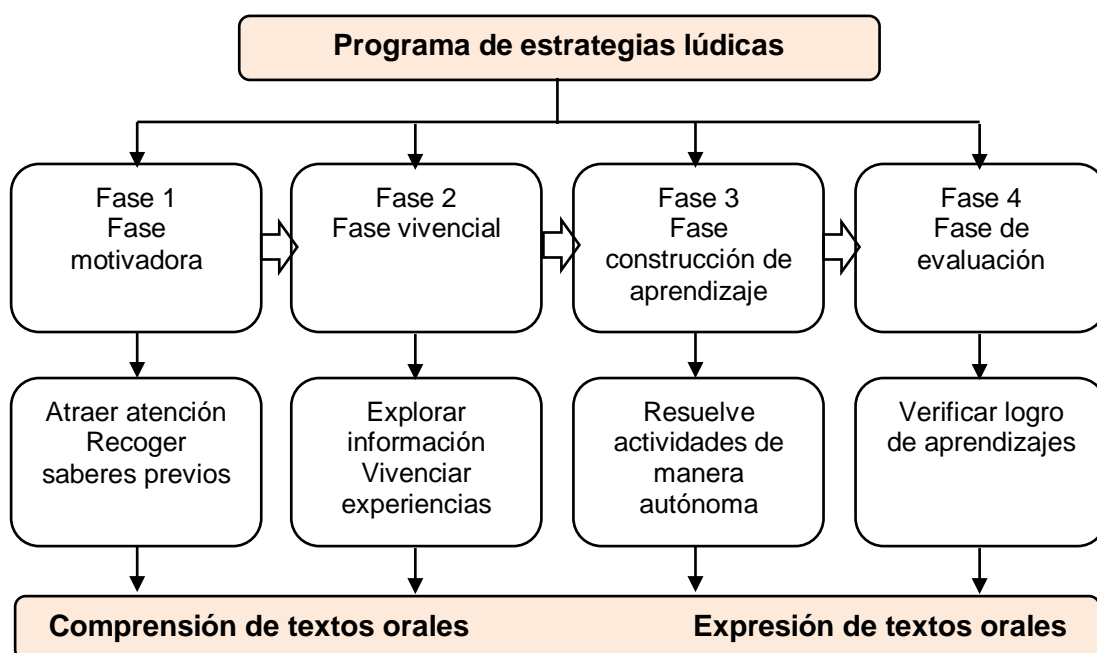 Programa de estrategias lúdicas
Fase 1
Fase
motivadora
Fase 2
Fase vivencial
Fase 3
Fase
construcción de
aprendizaje
Fase 4
Fase de
evaluación
Atraer atención
Recoger
saberes previos
Explorar
información
Vivenciar
experiencias
Resuelve
actividades de
manera
autónoma
Verificar logro
de aprendizajes
Comprensión de textos orales
Expresión de textos orales